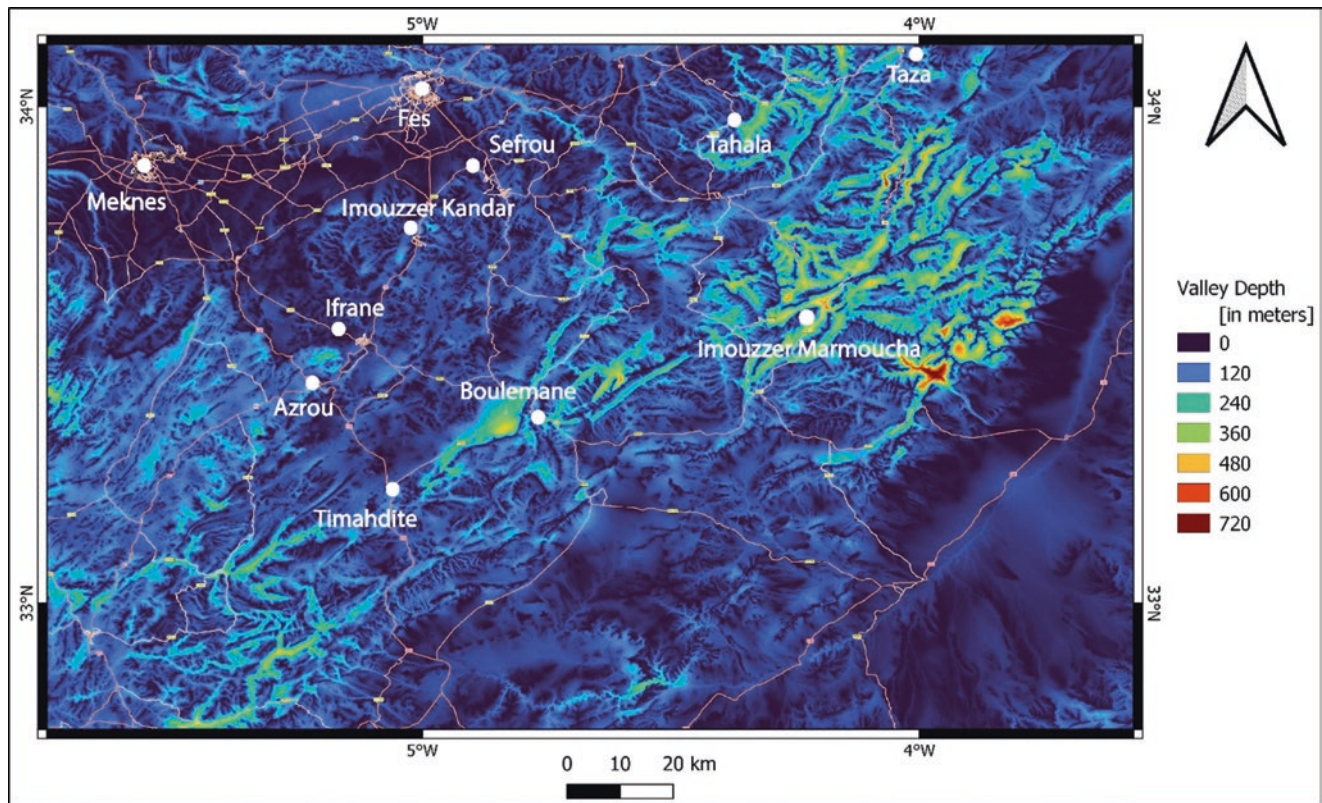 5°W
4°W
34°N
34°N
Taza
Fes
Tahala
Sefrou
Meknes
Imouzzer Kandar
Ifrane
Imouzzer Marmoucha
Azrou
Boulemane
Timahdite
Valley Depth
[in meters]
0
120
240
360
480
600
720
33°N
33°N
5°W
4°W
0 10 20 km